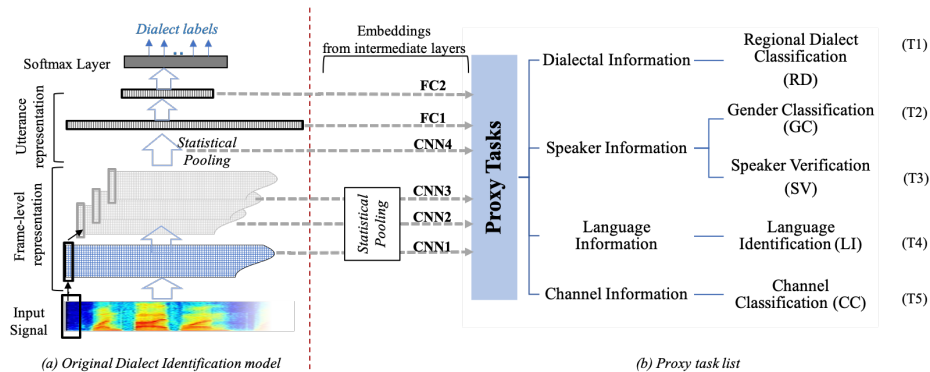 Dialect labels
Softmax Layer
Utterance
representation
Statistical
Pooling
Frame-level
representation
Input
Signal
(a) Original Dialect Identification model
Embeddings
from intermediate layers
FC2
FC1
CNN4
CNN3
CNN2
CNN1
Statistical
Pooling
Proxy Tasks
Dialectal Information
Regional Dialect
Classification
(RD)
(T1)
Speaker Information
Gender Classification
(GC)
(T2)
Speaker Verification
(SV)
(T3)
Language
Information
Language
Identification (LI)
(T4)
Channel Information
Channel
Classification (CC)
(T5)
(b) Proxy task list